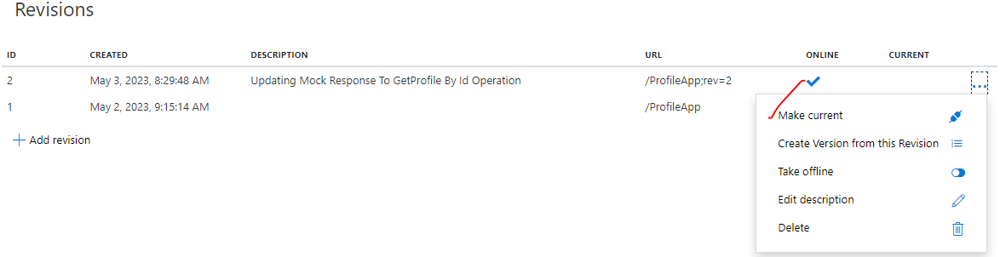 Revisions
ID CREATED DESCRIPTION URL ONLINE CURRENT
2 May 3, 2023, 8:29:48 AM Updating Mock Response To GetProfile By Id Operation /ProfileApp;rev=2
1 May 2, 2023, 9:15:14 AM /ProfileApp
Add revision
Make current
Create Version from this Revision
Take offline
Edit description
Delete